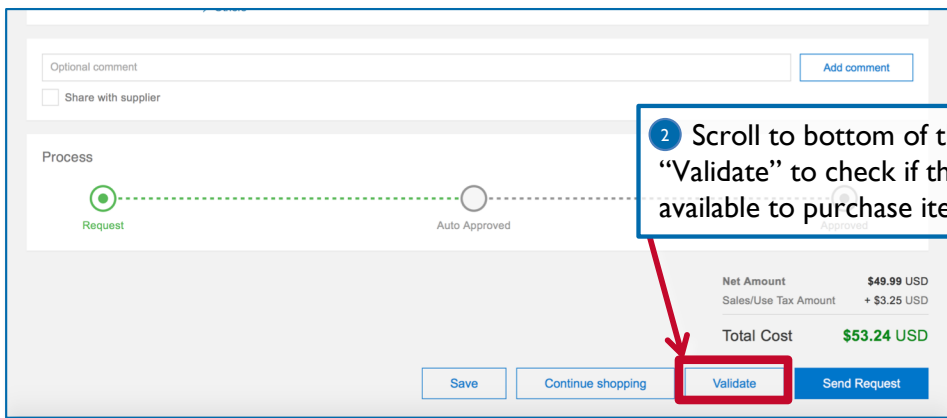 Optional comment
Add comment
Share with supplier
2 Scroll to bottom of t
“Validate” to check if th
available to purchase ite
Process
Request
Auto Approved
Approved
Net Amount $49.99 USD
Sales/Use Tax Amount + $3.25 USD
Total Cost $53.24 USD
Save Continue shopping Validate Send Request